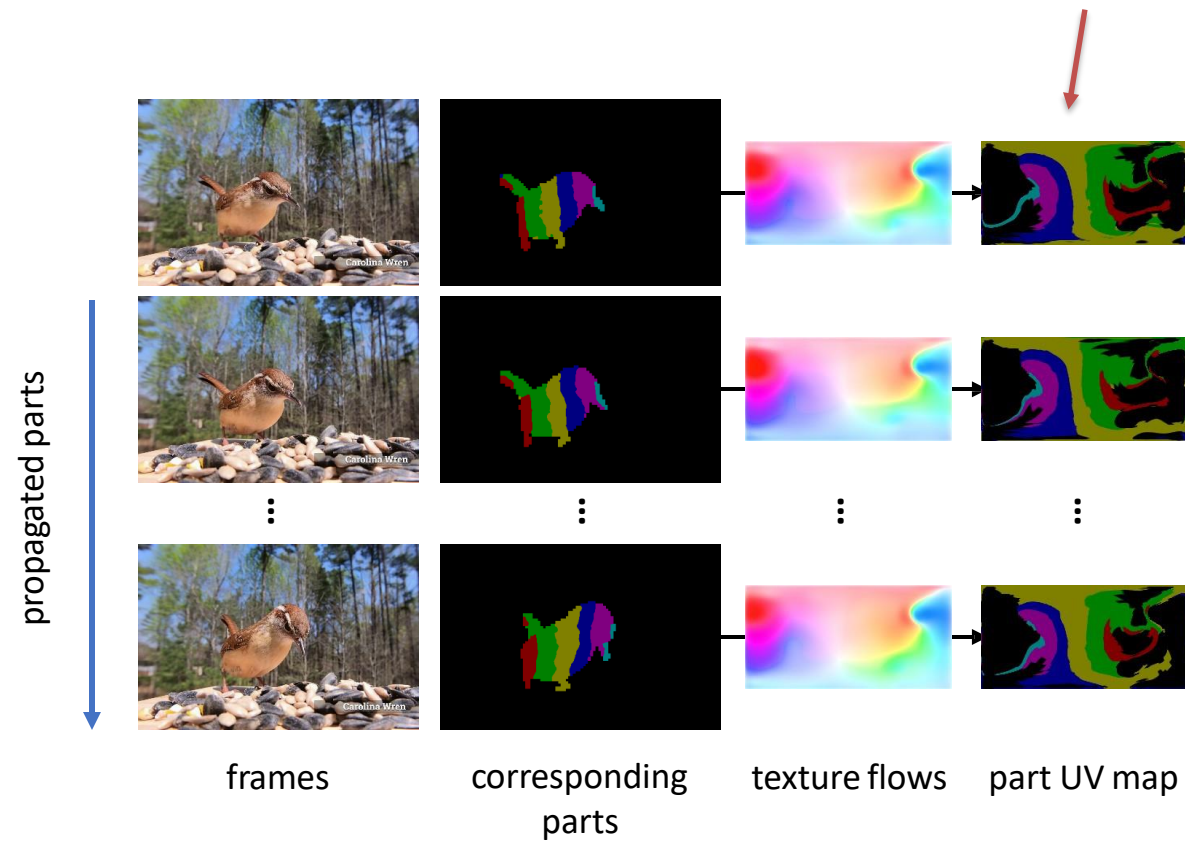 Carolina Wren
Carolina Wren
Carolina Wren
propagated parts
frames
corresponding
parts
texture flows
part UV map